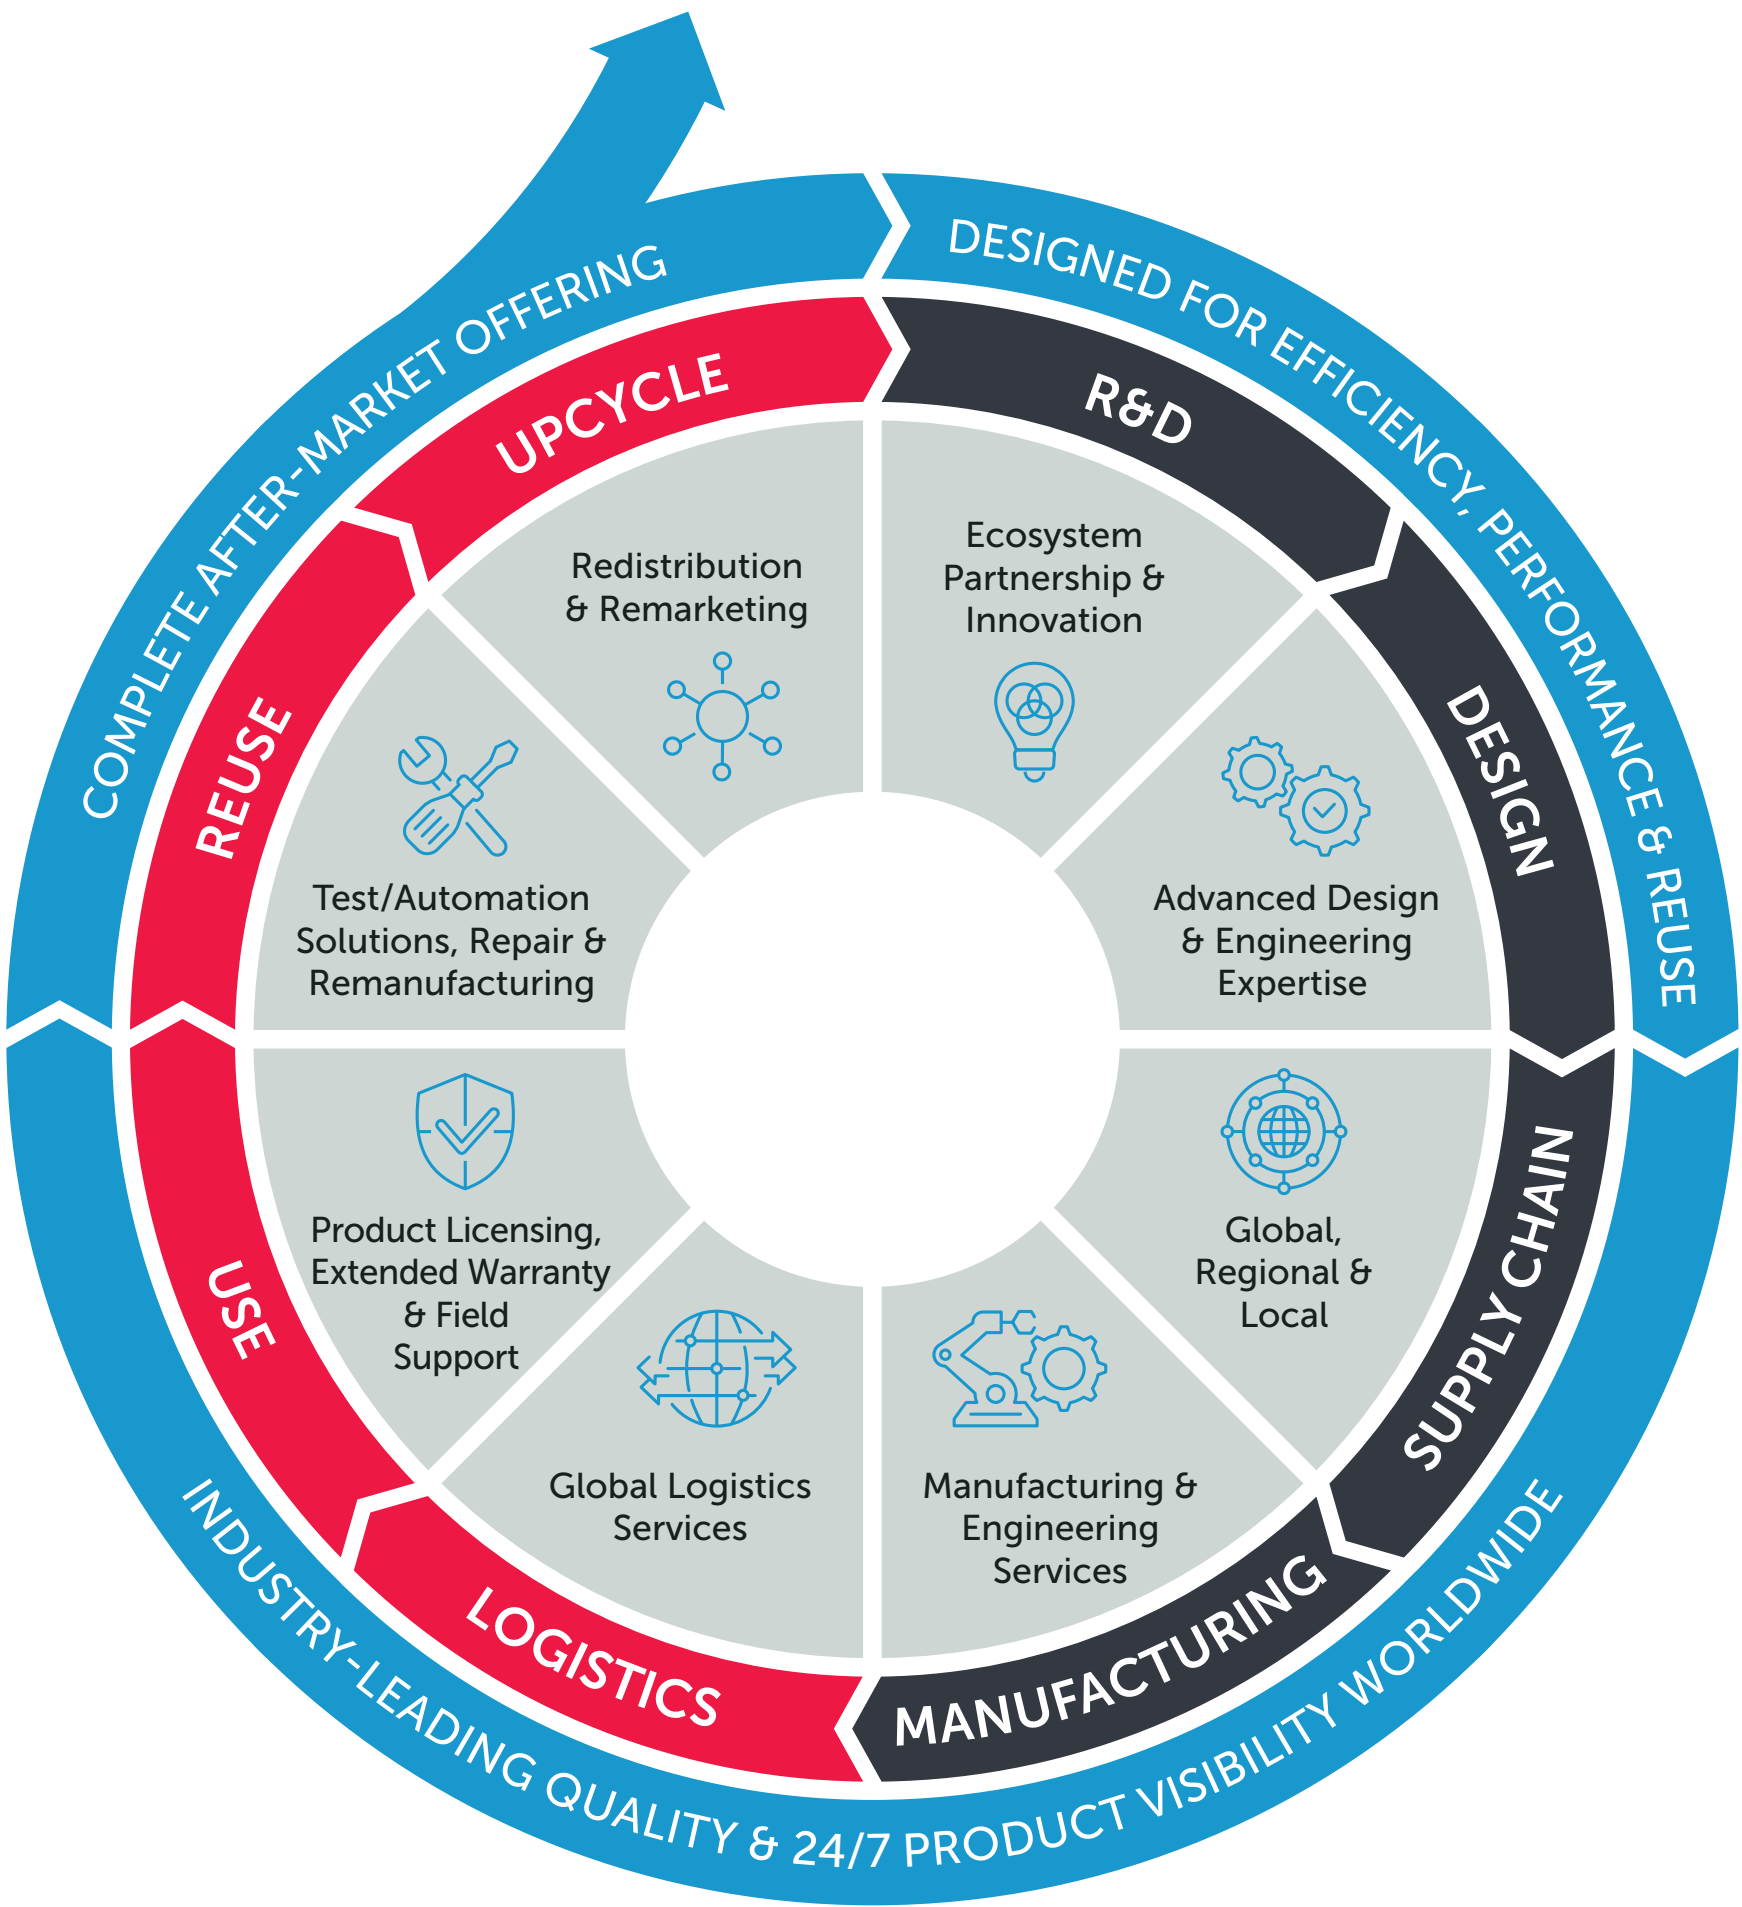 COMPLETE AFTER-MARKET OFFERING
DESIGNED FOR EFFICIENCY, PERFORMANCE & REUSE
INDUSTRY-LEADING QUALITY & 24/7 PRODUCT VISIBILITY WORLDWIDE
R&D
Ecosystem
Partnership &
Innovation
DESIGN
Advanced Design
& Engineering
Expertise
SUPPLY CHAIN
Global,
Regional &
Local
MANUFACTURING
Manufacturing &
Engineering
Services
LOGISTICS
Global Logistics
Services
USE
Product Licensing,
Extended Warranty
& Field
Support
REUSE
Test/Automation
Solutions, Repair &
Remanufacturing
UPCYCLE
Redistribution
& Remarketing